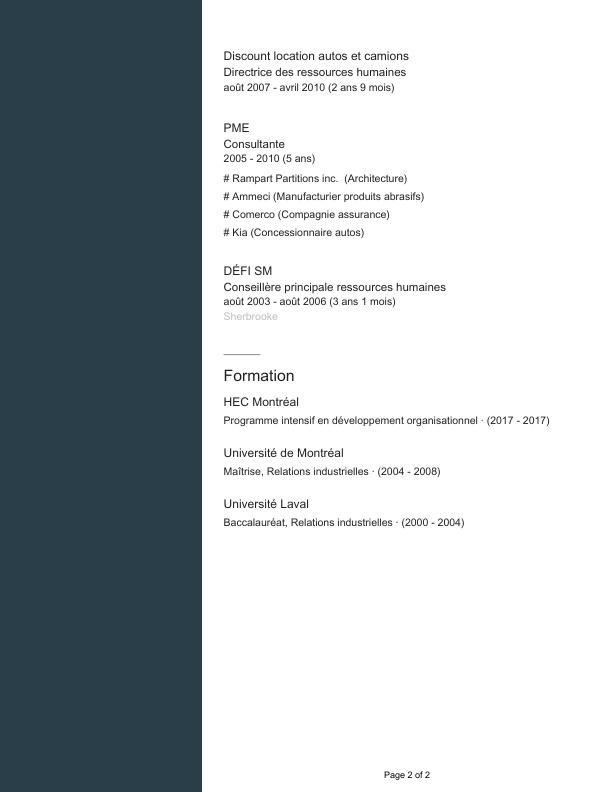 Discount location autos et camions
Directrice des ressources humaines
août 2007 - avril 2010 (2 ans 9 mois)
PME
Consultante
2005 - 2010 (5 ans)
# Rampart Partitions inc.  (Architecture)
# Ammeci (Manufacturier produits abrasifs)
# Comerco (Compagnie assurance)
# Kia (Concessionnaire autos)
DÉFI SM
Conseillère principale ressources humaines
août 2003 - août 2006 (3 ans 1 mois)
Sherbrooke
Formation
HEC Montréal
Programme intensif en développement organisationnel · (2017 - 2017)
Université de Montréal
Maîtrise, Relations industrielles · (2004 - 2008)
Université Laval
Baccalauréat, Relations industrielles · (2000 - 2004)
Page 2 of 2